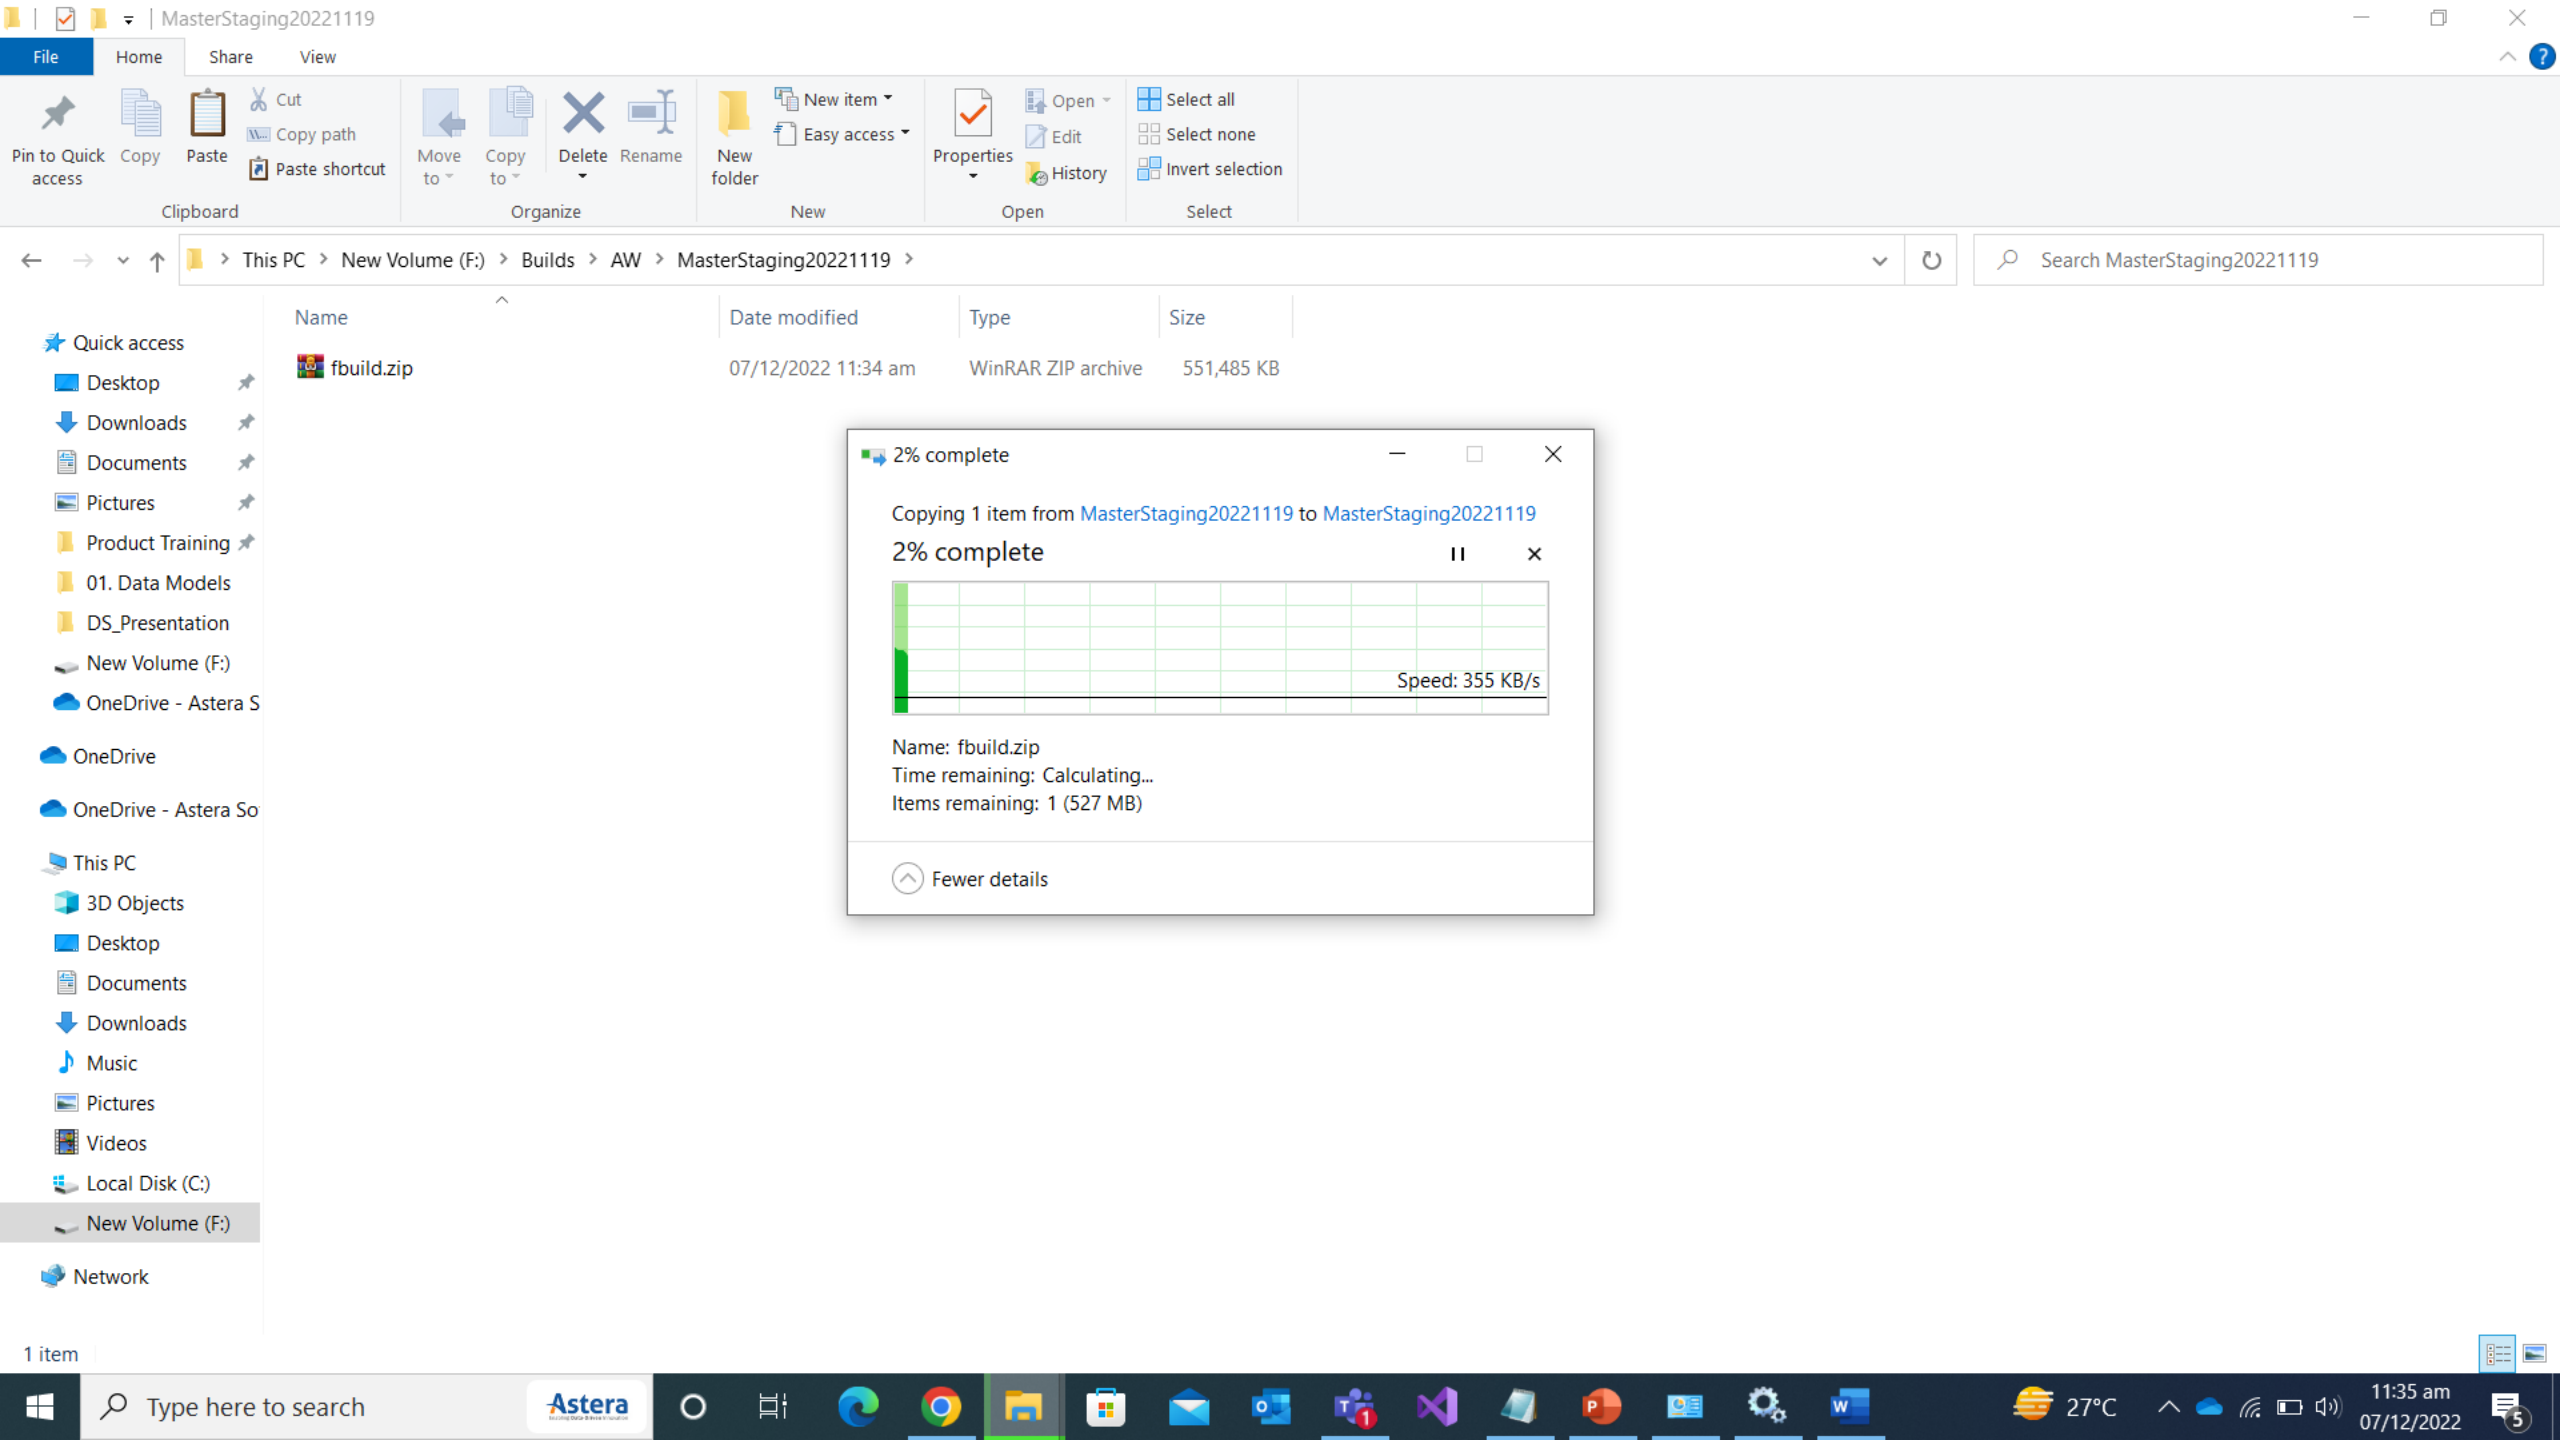 MasterStaging20221119
File Home Share View
Pin to Quick access
Copy
Paste
Cut
Copy path
Paste shortcut
Clipboard
Move to
Copy to
Delete
Rename
Organize
New folder
New item
Easy access
New
Properties
Open
Edit
History
Open
Select all
Select none
Invert selection
Select
This PC New Volume (F:) Builds AW MasterStaging20221119
Search MasterStaging20221119
Name Date modified Type Size
fbuild.zip 07/12/2022 11:34 am WinRAR ZIP archive 551,485 KB
Quick access
Desktop
Downloads
Documents
Pictures
Product Training
01. Data Models
DS_Presentation
New Volume (F:)
OneDrive - Astera S
OneDrive
OneDrive - Astera So
This PC
3D Objects
Desktop
Documents
Downloads
Music
Pictures
Videos
Local Disk (C:)
New Volume (F:)
Network
2% complete
Copying 1 item from MasterStaging20221119 to MasterStaging20221119
2% complete
Speed: 355 KB/s
Name: fbuild.zip
Time remaining: Calculating...
Items remaining: 1 (527 MB)
Fewer details
1 item
Type here to search
Astera
27°C
11:35 am
07/12/2022
5